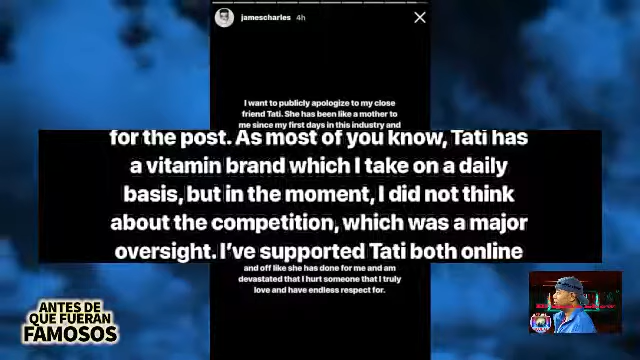 jamescharles 4h
I want to publicly apologize to my close
friend Tati. She has been like a mother to
me since my first days in this industry and
for the post. As most of you know, Tati has
a vitamin brand which I take on a daily
basis, but in the moment, I did not think
about the competition, which was a major
oversight. I've supported Tati both online
and off like she has done for me and am
devastated that I hurt someone that I truly
love and have endless respect for.
ANTES DE
QUE FUERAN
FAMOSOS